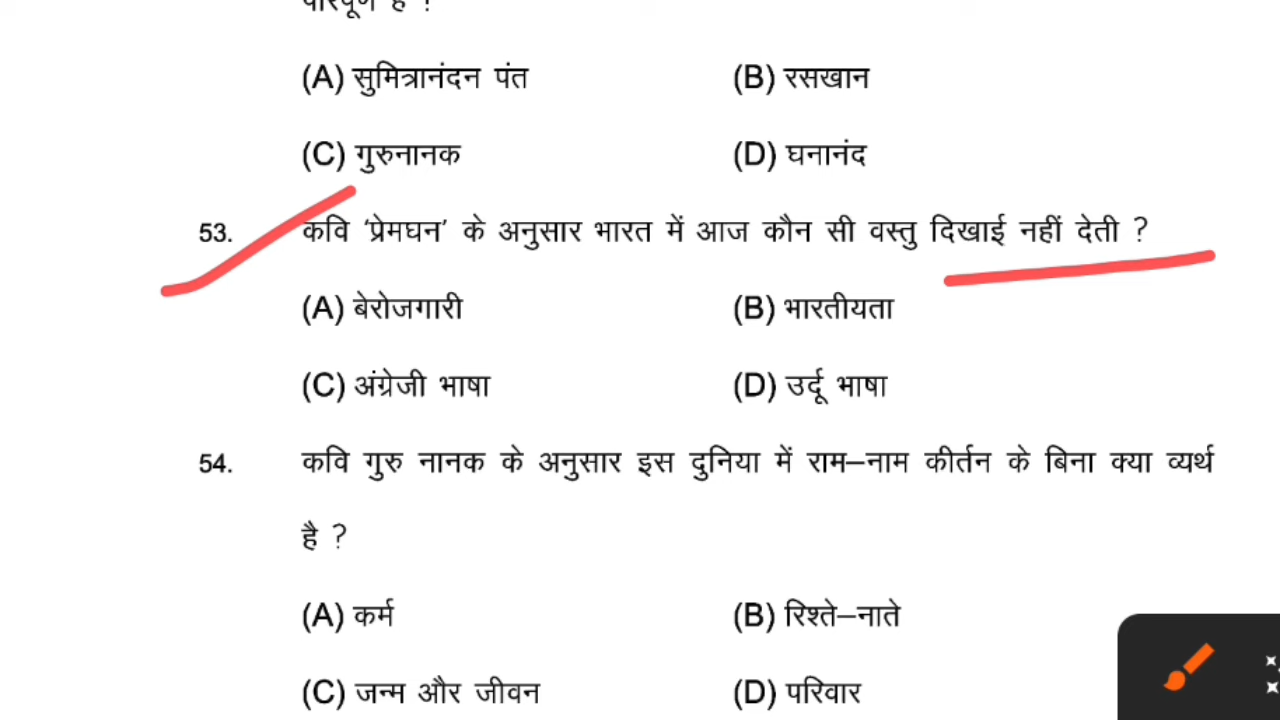 परिपूर्ण है ?
(A) सुमित्रानंदन पंत (B) रसखान
(C) गुरुनानक (D) घनानंद
53. कवि ‘प्रेमघन’ के अनुसार भारत में आज कौन सी वस्तु दिखाई नहीं देती ?
(A) बेरोजगारी (B) भारतीयता
(C) अंग्रेजी भाषा (D) उर्दू भाषा
54. कवि गुरु नानक के अनुसार इस दुनिया में राम–नाम कीर्तन के बिना क्या व्यर्थ
है ?
(A) कर्म (B) रिश्ते–नाते
(C) जन्म और जीवन (D) परिवार